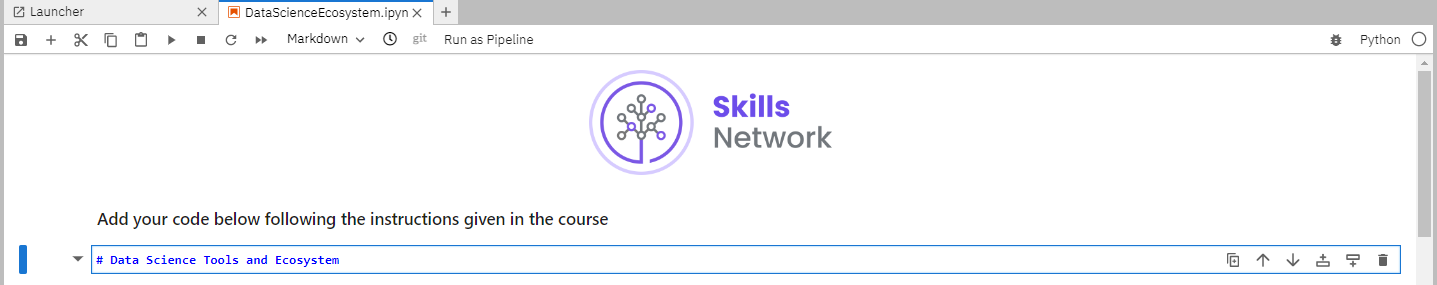 Launcher
DataScienceEcosystem.ipyn
Markdown
git
Run as Pipeline
Python
Skills
Network
Add your code below following the instructions given in the course
# Data Science Tools and Ecosystem